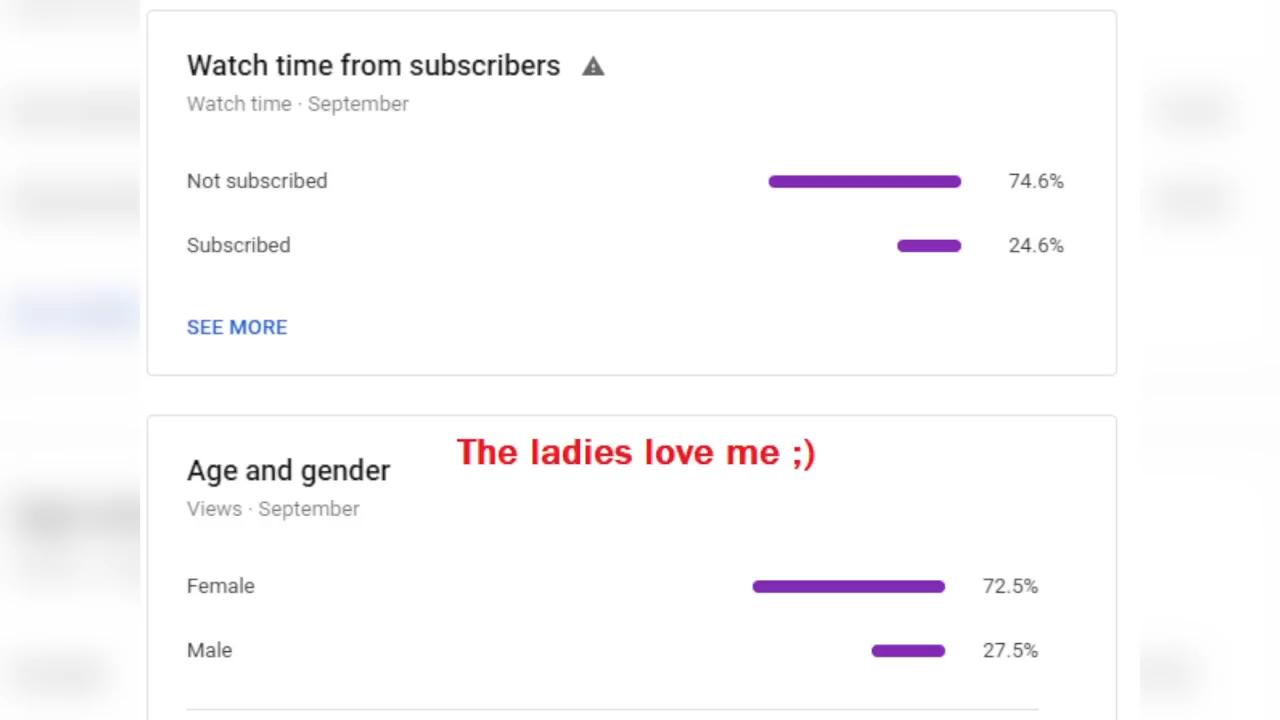 Watch time from subscribers
Watch time · September
Not subscribed 74.6%
Subscribed 24.6%
SEE MORE
The ladies love me ;)
Age and gender
Views · September
Female 72.5%
Male 27.5%